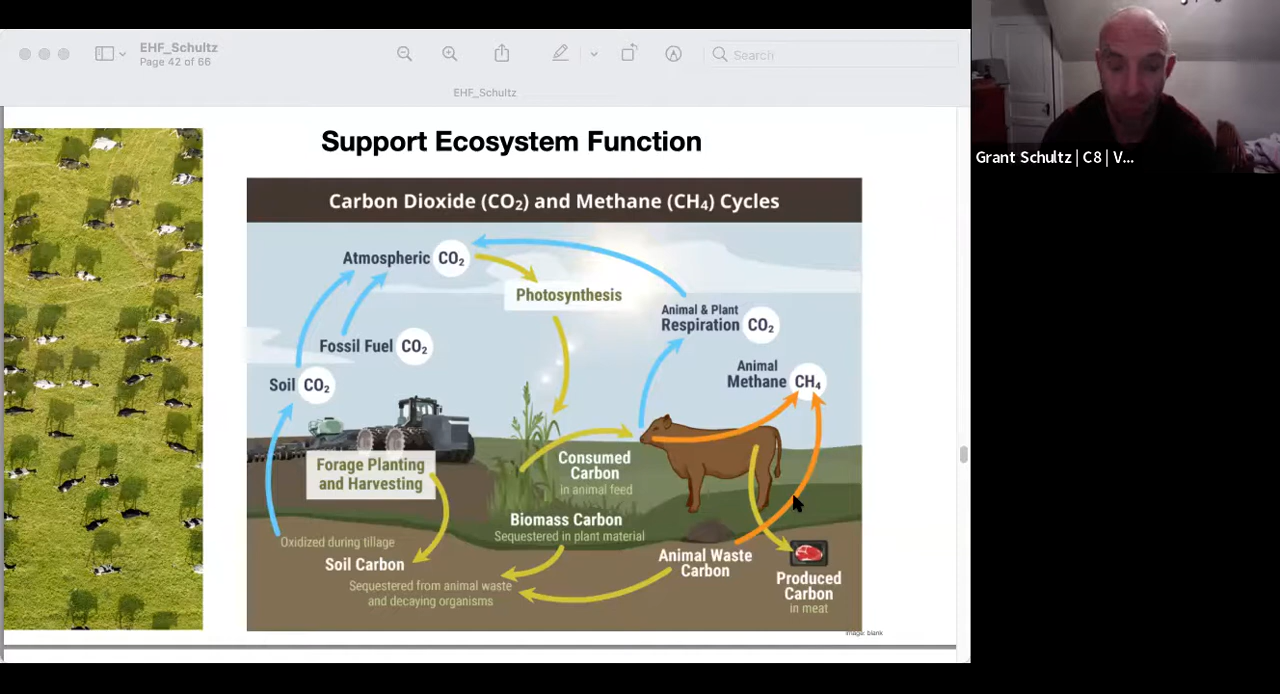 EHF_Schultz
Page 42 of 66
Search
EHF_Schultz
Grant Schultz | C8 | V...
Support Ecosystem Function
Carbon Dioxide (CO₂) and Methane (CH₄) Cycles
Atmospheric CO₂
Photosynthesis
Animal & Plant
Respiration CO₂
Fossil Fuel CO₂
Animal
Methane CH₄
Soil CO₂
Forage Planting
and Harvesting
Consumed
Carbon
in animal feed
Biomass Carbon
Sequestered in plant material
Oxidized during tillage
Soil Carbon
Sequestered from animal waste
and decaying organisms
Animal Waste
Carbon
Produced
Carbon
in meat
image: blank